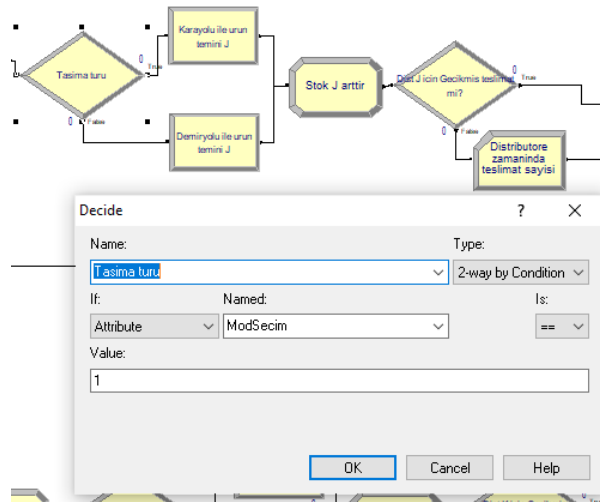 Tasima turu
0
True
0
False
Karayolu ile urun
temini J
Demiryolu ile urun
temini J
Stok J arttir
Dist J icin Gecikmis teslimat
mi?
0
True
0
False
Distributore
zamaninda
teslimat sayisi
Decide
?
Name:
Type:
Tasima turu
2-way by Condition
If:
Named:
Is:
Attribute
ModSecim
==
Value:
1
OK
Cancel
Help
0